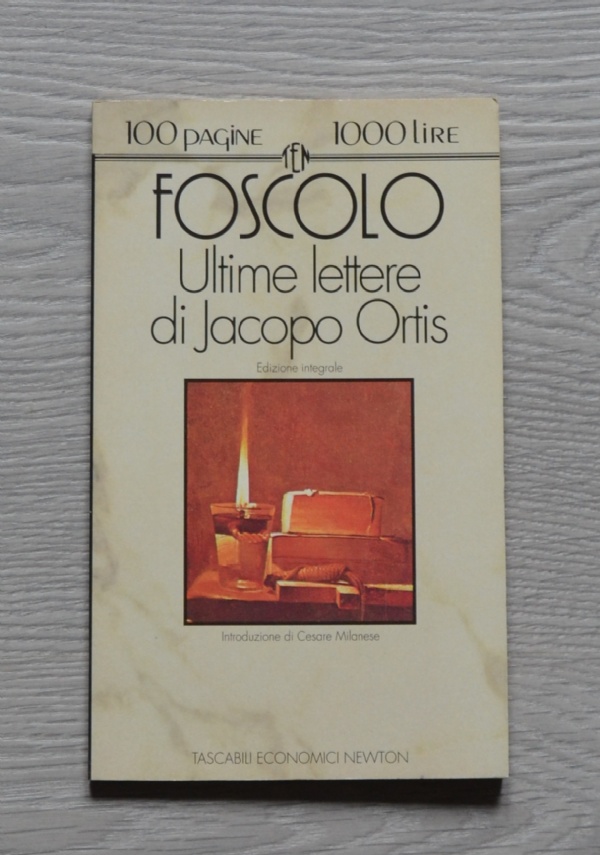 100 PAGINE 1000 LIRE
TEN
FOSCOLO
Ultime lettere
di Jacopo Ortis
Edizione integrale
Introduzione di Cesare Milanese
TASCABILI ECONOMICI NEWTON